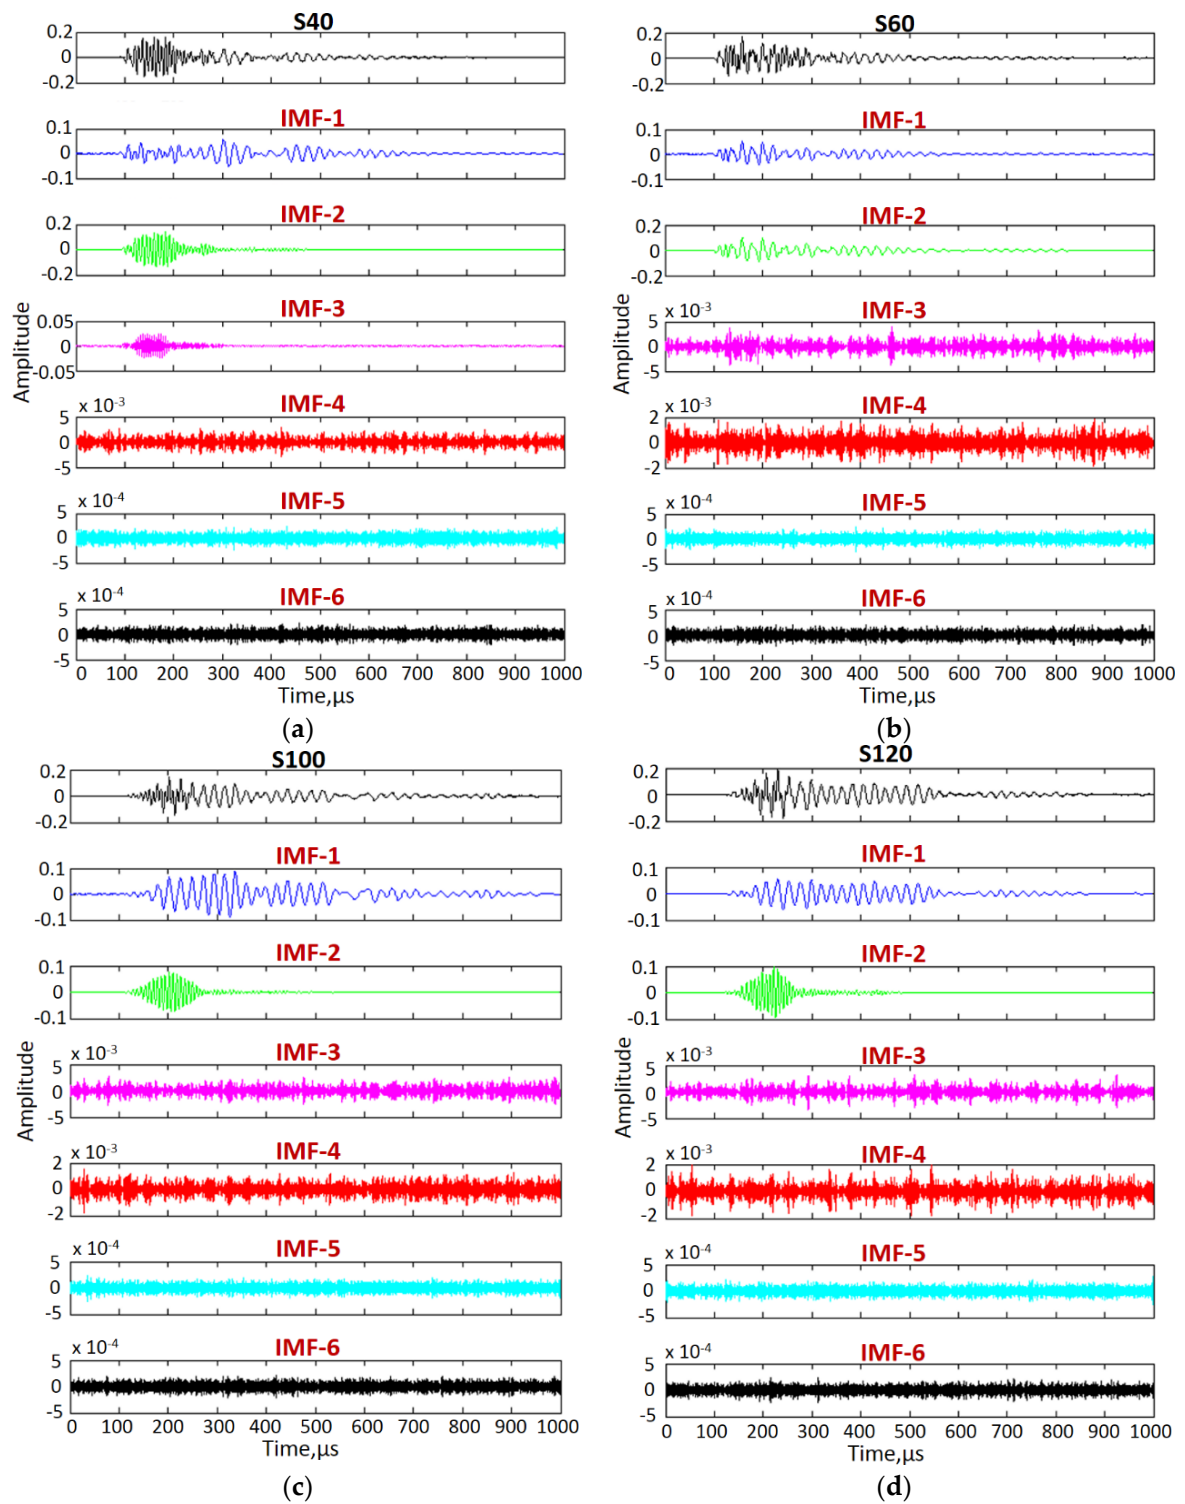 S40
0.2
0
-0.2
IMF-1
0.1
0
-0.1
IMF-2
0.2
0
-0.2
IMF-3
0.05
0
-0.05
IMF-4
x 10-3
5
0
-5
IMF-5
x 10-4
5
0
-5
IMF-6
x 10-4
5
0
-5
0 100 200 300 400 500 600 700 800 900 1000
Time,μs
Amplitude
(a)
S60
0.2
0
-0.2
IMF-1
0.1
0
-0.1
IMF-2
0.2
0
-0.2
IMF-3
x 10-3
5
0
-5
IMF-4
x 10-3
2
0
-2
IMF-5
x 10-4
5
0
-5
IMF-6
x 10-4
5
0
-5
0 100 200 300 400 500 600 700 800 900 1000
Time,μs
Amplitude
(b)
S100
0.2
0
-0.2
IMF-1
0.1
0
-0.1
IMF-2
0.1
0
-0.1
IMF-3
x 10-3
5
0
-5
IMF-4
x 10-3
2
0
-2
IMF-5
x 10-4
5
0
-5
IMF-6
x 10-4
5
0
-5
0 100 200 300 400 500 600 700 800 900 1000
Time,μs
Amplitude
(c)
S120
0.2
0
-0.2
IMF-1
0.1
0
-0.1
IMF-2
0.1
0
-0.1
IMF-3
x 10-3
5
0
-5
IMF-4
x 10-3
2
0
-2
IMF-5
x 10-4
5
0
-5
IMF-6
x 10-4
5
0
-5
0 100 200 300 400 500 600 700 800 900 1000
Time,μs
Amplitude
(d)